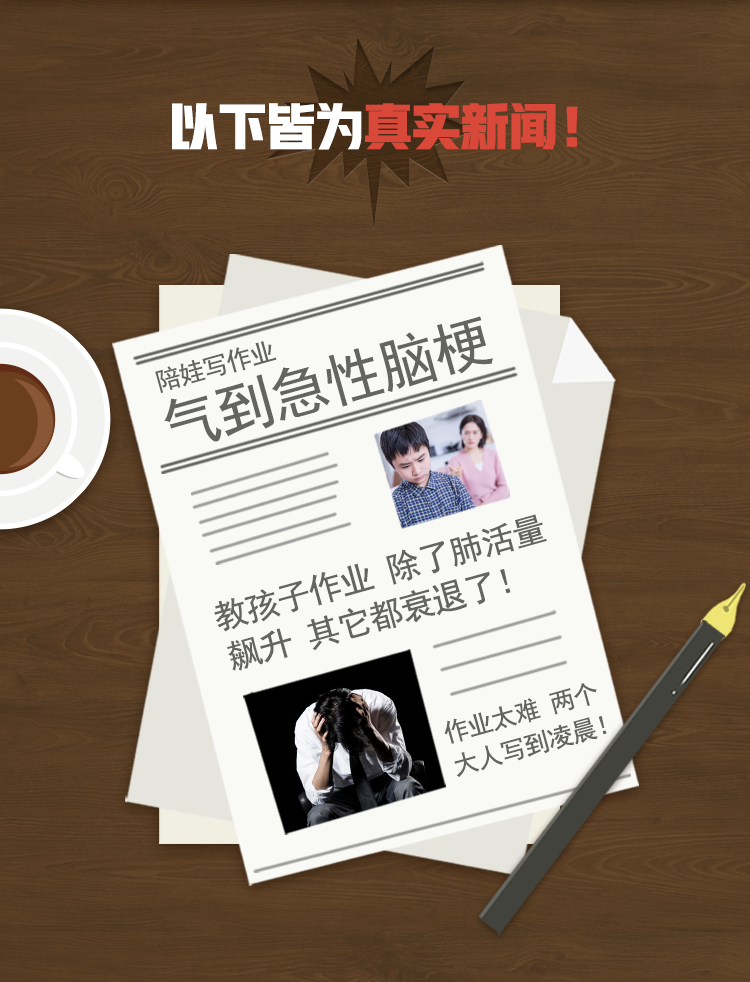 以下皆为真实新闻!
陪娃写作业
气到急性脑梗
教孩子作业 除了肺活量
飙升 其它都衰退了!
作业太难 两个
大人写到凌晨!